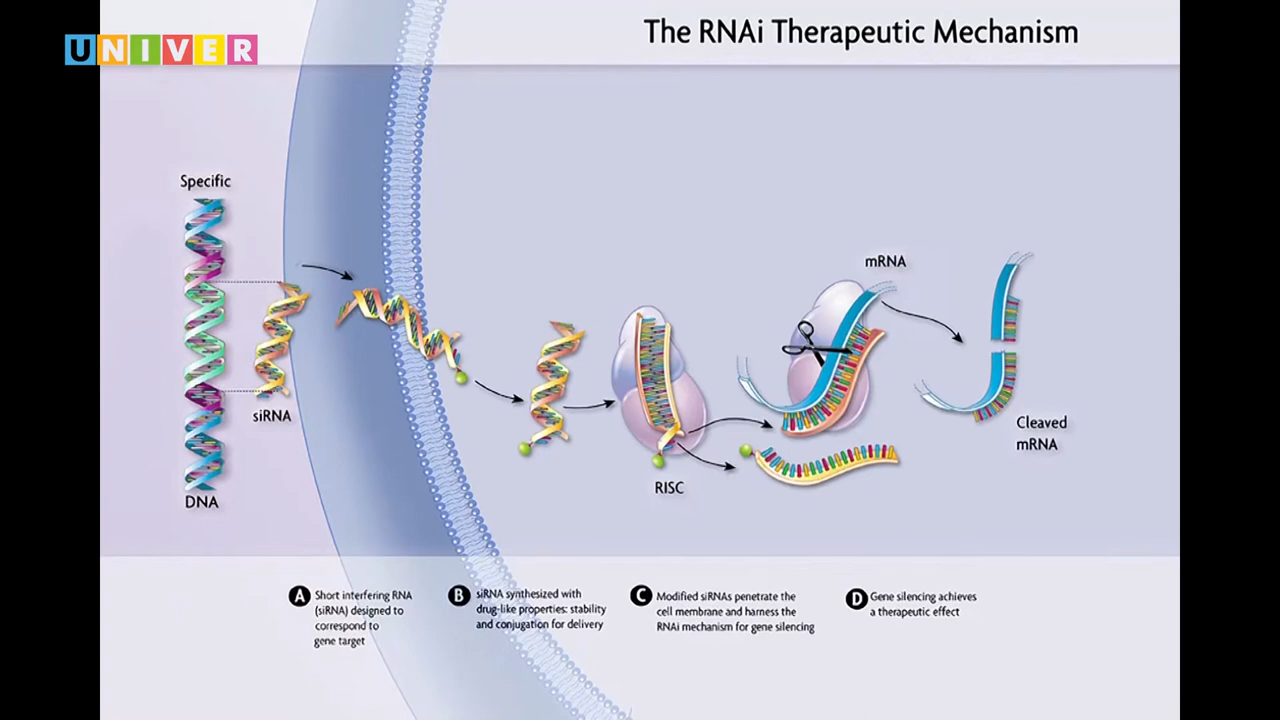 UNIVER
The RNAi Therapeutic Mechanism
Specific
DNA
siRNA
RISC
mRNA
Cleaved
mRNA
A Short interfering RNA
(siRNA) designed to
correspond to
gene target
B siRNA synthesized with
drug-like properties: stability
and conjugation for delivery
C Modified siRNAs penetrate the
cell membrane and harness the
RNAi mechanism for gene silencing
D Gene silencing achieves
a therapeutic effect